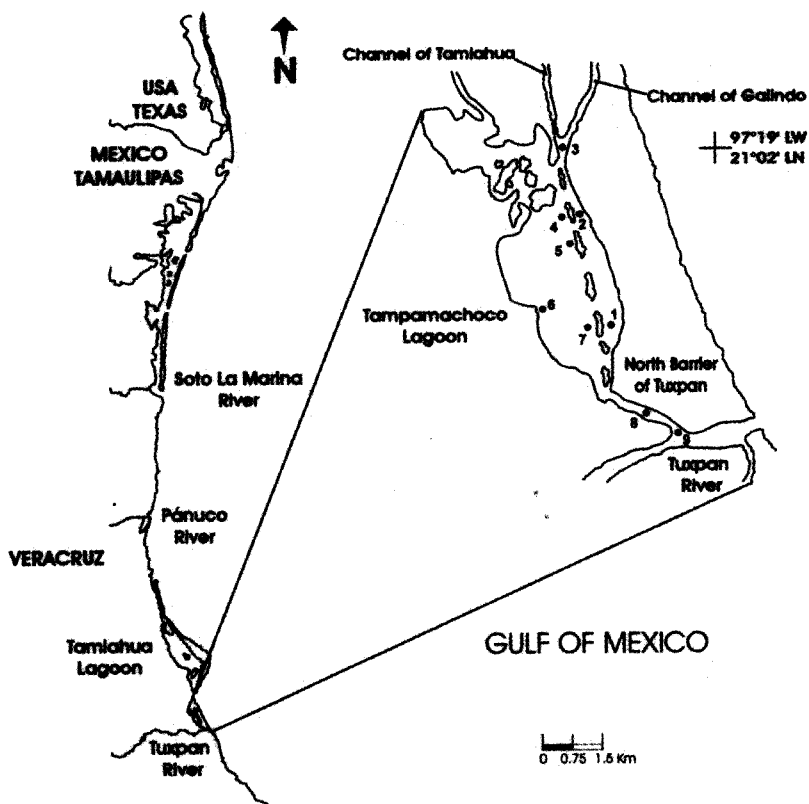 Channel of Tamiahua
N
USA
TEXAS
Channel of Galindo
97°19' LW
21°02' LN
MEXICO
TAMAULIPAS
3
4
2
5
6
Tampamachoco
Lagoon
7
1
Soto La Marina
River
North Barrier
of Tuxpan
8
9
Tuxpan
River
Pánuco
River
VERACRUZ
Tamiahua
Lagoon
GULF OF MEXICO
Tuxpan
River
0 0.75 1.5 Km